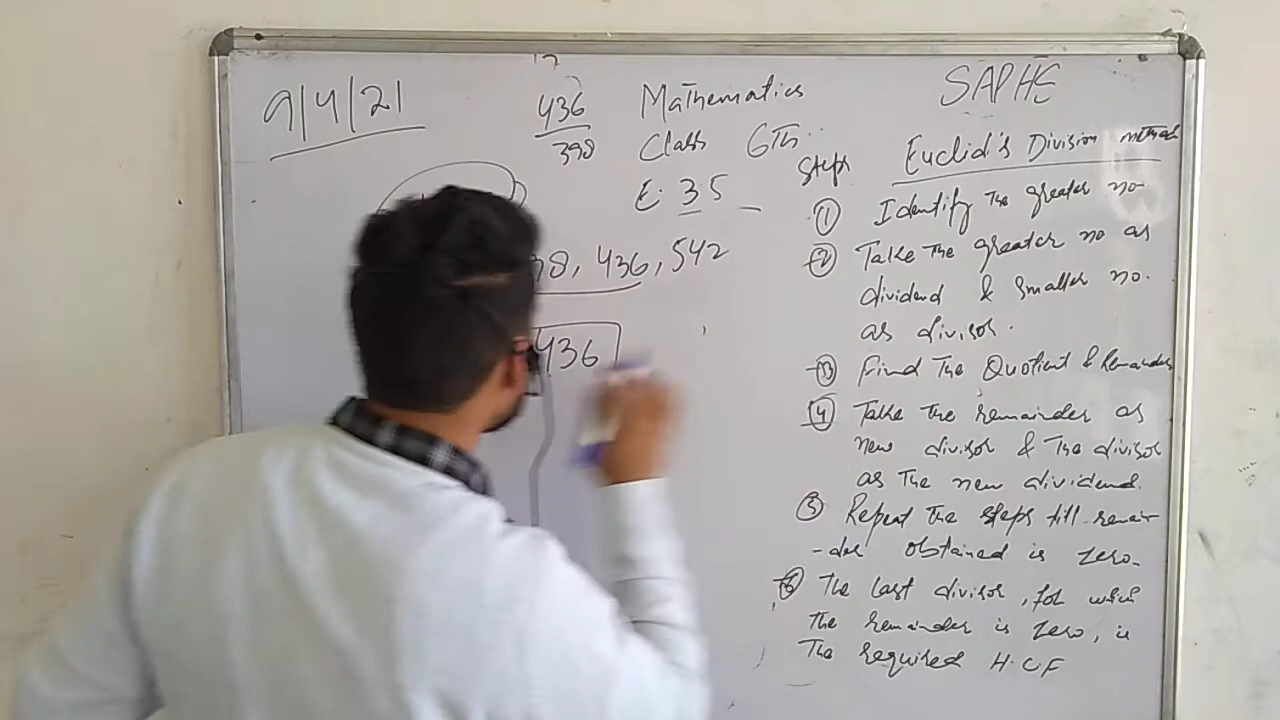 9/4/21
436
398
Mathematics
Class 6Th
E: 35
98, 436, 542
436
SAPHE
Euclid's Division method
Steps
① Identify The greater no
② Take The greater no as
dividend & smaller no.
as divisor.
③ Find The Quotient & Remainder
④ Take The remainder as
new divisor & The divisor
as The new dividend.
⑤ Repeat The steps till remain-
-der obtained is zero.
⑥ The last divisor, for which
The remainder is zero, is
The required H.C.F